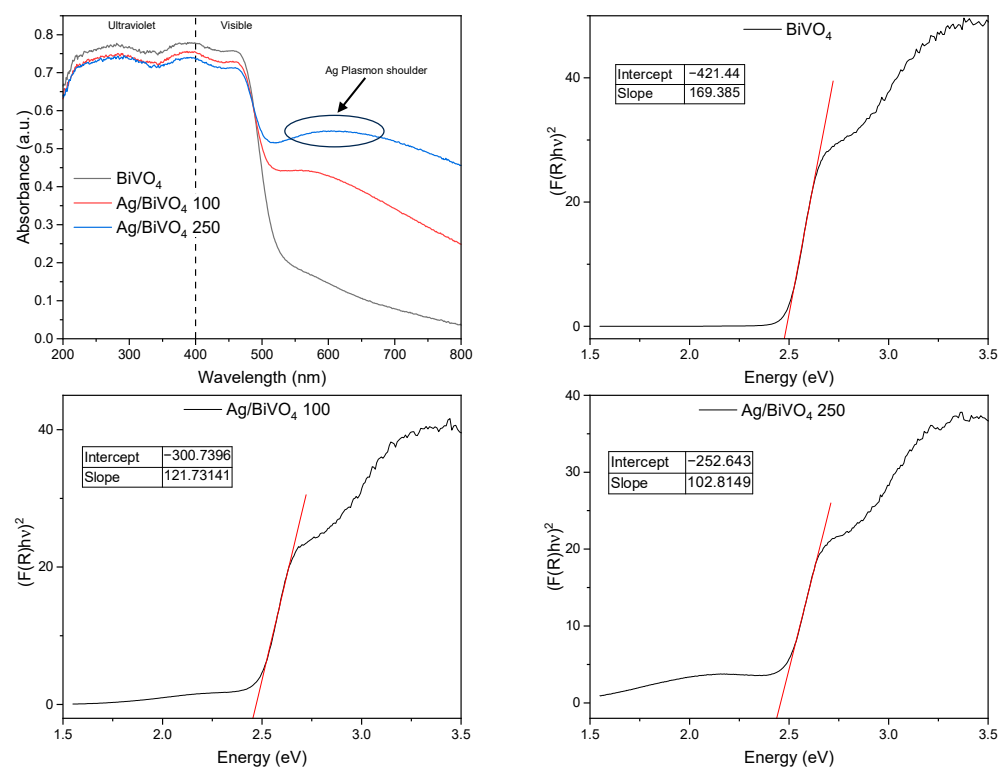 Ultraviolet Visible
Ag Plasmon shoulder
BiVO₄
Ag/BiVO₄ 100
Ag/BiVO₄ 250
Absorbance (a.u.)
0.8
0.7
0.6
0.5
0.4
0.3
0.2
0.1
0.0
200 300 400 500 600 700 800
Wavelength (nm)
BiVO₄
Intercept −421.44
Slope 169.385
(F(R)hν)²
40
20
0
1.5 2.0 2.5 3.0 3.5
Energy (eV)
Ag/BiVO₄ 100
Intercept −300.7396
Slope 121.73141
(F(R)hν)²
40
20
0
1.5 2.0 2.5 3.0 3.5
Energy (eV)
Ag/BiVO₄ 250
Intercept −252.643
Slope 102.8149
(F(R)hν)²
40
30
20
10
0
1.5 2.0 2.5 3.0 3.5
Energy (eV)